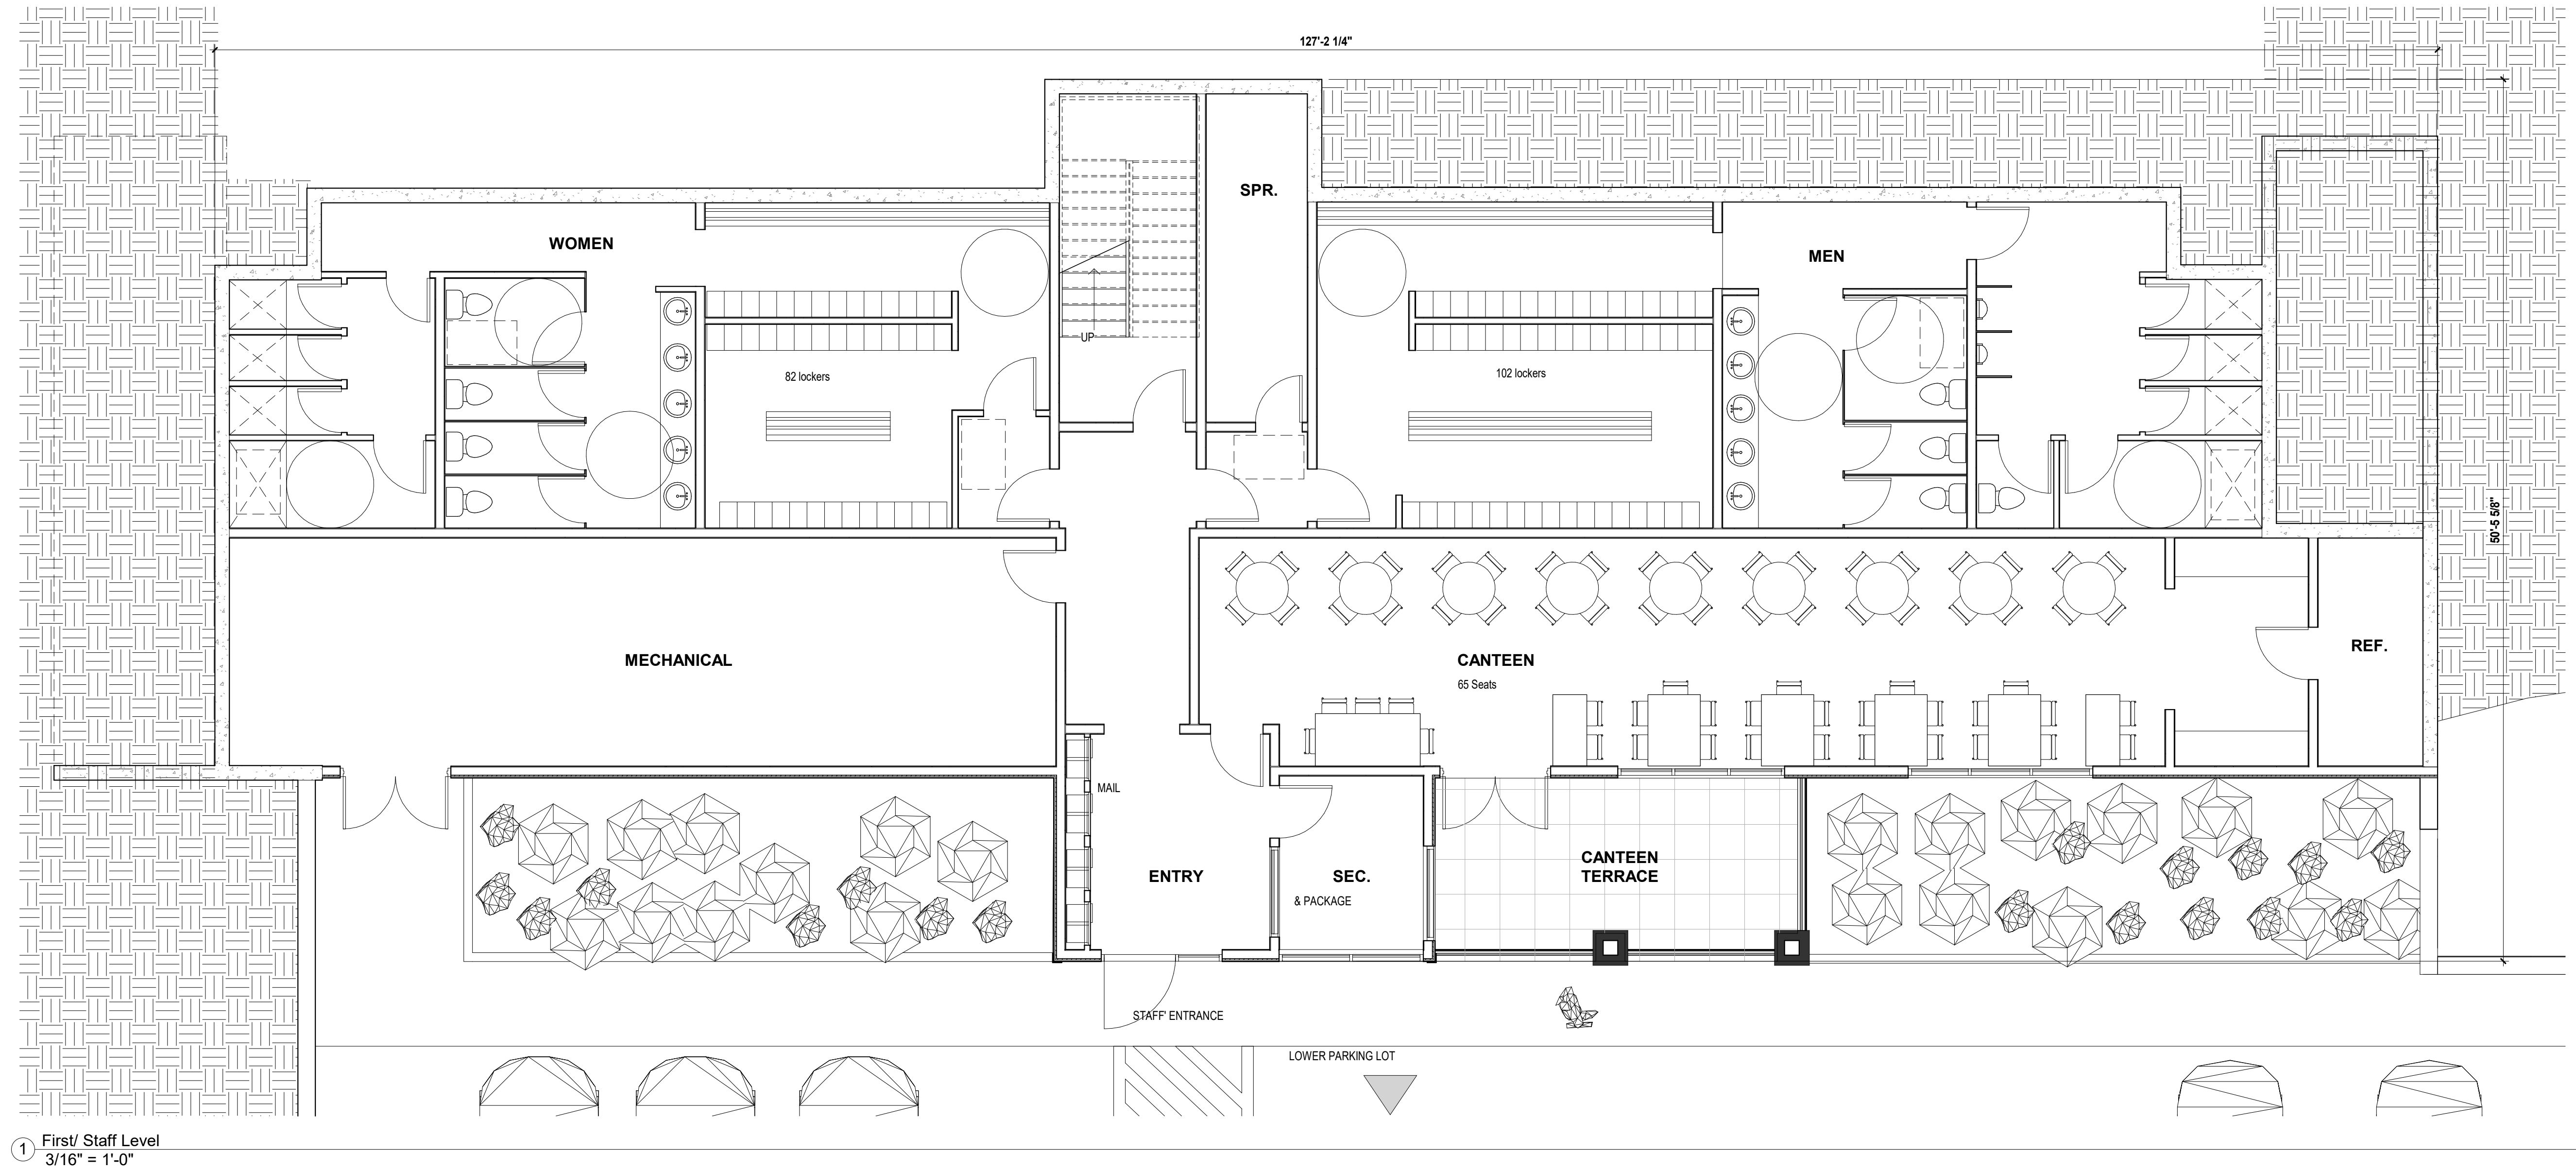 127'-2 1/4"
SPR.
WOMEN
MEN
UP
82 lockers
102 lockers
50'-5 5/8"
MECHANICAL
CANTEEN
65 Seats
REF.
MAIL
ENTRY
SEC.
& PACKAGE
CANTEEN
TERRACE
STAFF' ENTRANCE
LOWER PARKING LOT
1
First/ Staff Level
3/16" = 1'-0"